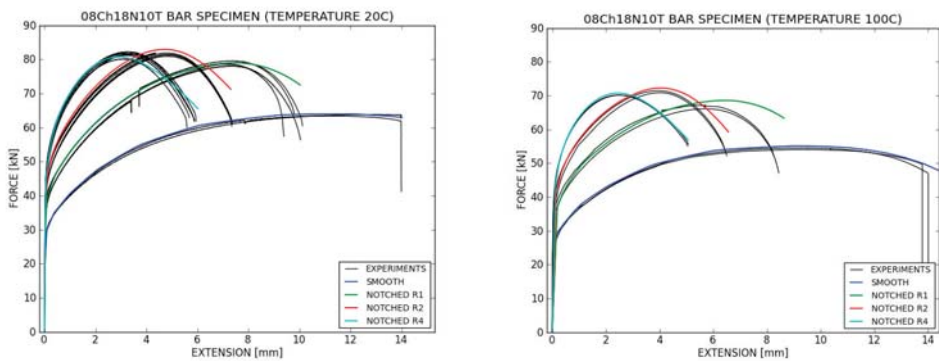 08Ch18N10T BAR SPECIMEN (TEMPERATURE 20C)
90
80
70
60
50
40
30
20
10
0
FORCE [kN]
EXPERIMENTS
SMOOTH
NOTCHED R1
NOTCHED R2
NOTCHED R4
0 2 4 6 8 10 12 14
EXTENSION [mm]
08Ch18N10T BAR SPECIMEN (TEMPERATURE 100C)
90
80
70
60
50
40
30
20
10
0
FORCE [kN]
EXPERIMENTS
SMOOTH
NOTCHED R1
NOTCHED R2
NOTCHED R4
0 2 4 6 8 10 12 14
EXTENSION [mm]